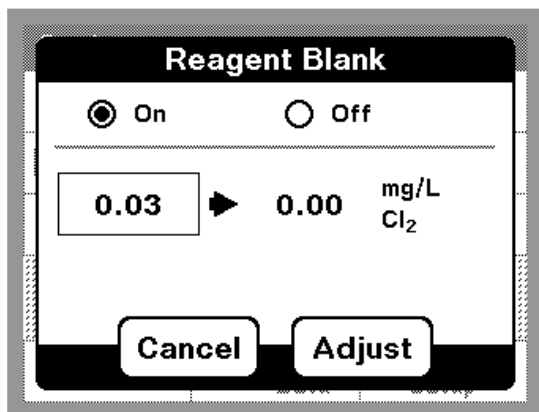 Reagent Blank
On Off
0.03 0.00 mg/L
Cl₂
Cancel Adjust